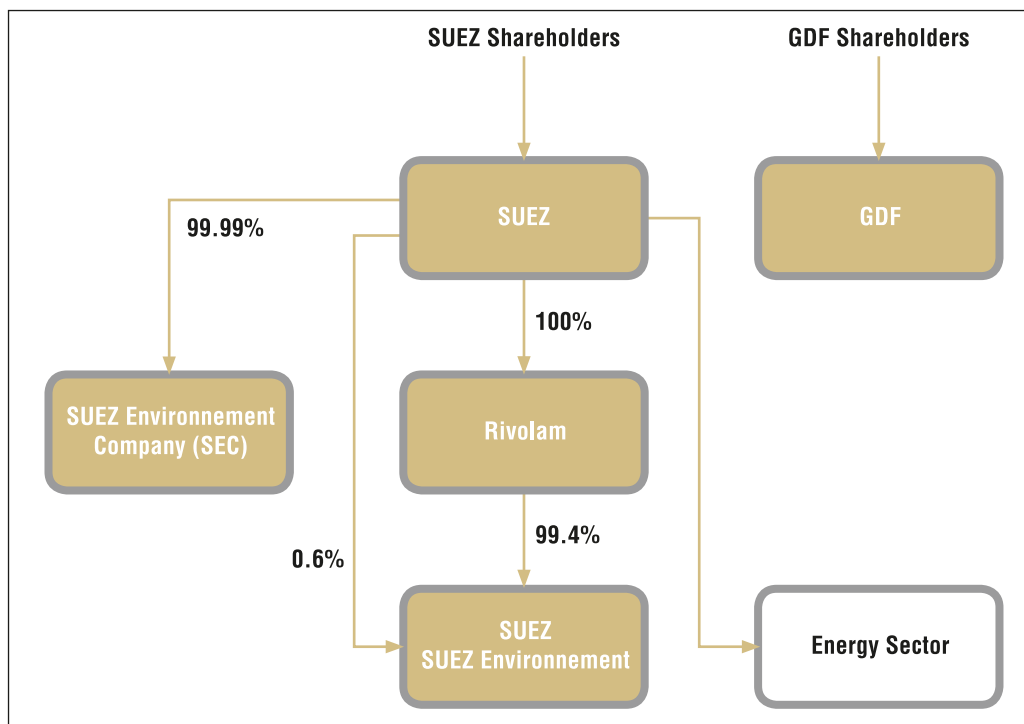 SUEZ Shareholders
GDF Shareholders
SUEZ
GDF
99.99%
100%
SUEZ Environnement
Company (SEC)
Rivolam
0.6%
99.4%
SUEZ
SUEZ Environnement
Energy Sector